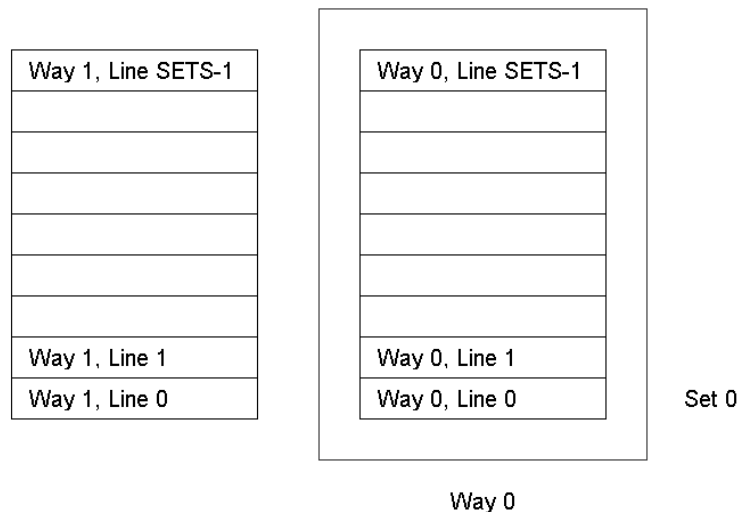 Way 1, Line SETS-1
Way 0, Line SETS-1
Way 1, Line 1
Way 0, Line 1
Way 1, Line 0
Way 0, Line 0
Set 0
Way 0